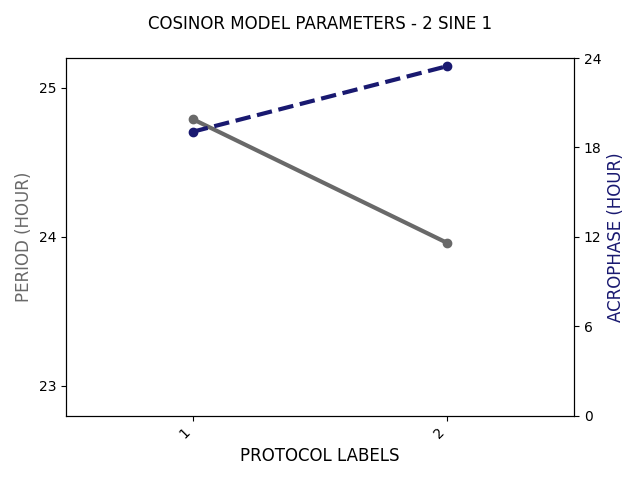 COSINOR MODEL PARAMETERS - 2 SINE 1
25
24
23
PERIOD (HOUR)
24
18
12
6
0
ACROPHASE (HOUR)
1
2
PROTOCOL LABELS